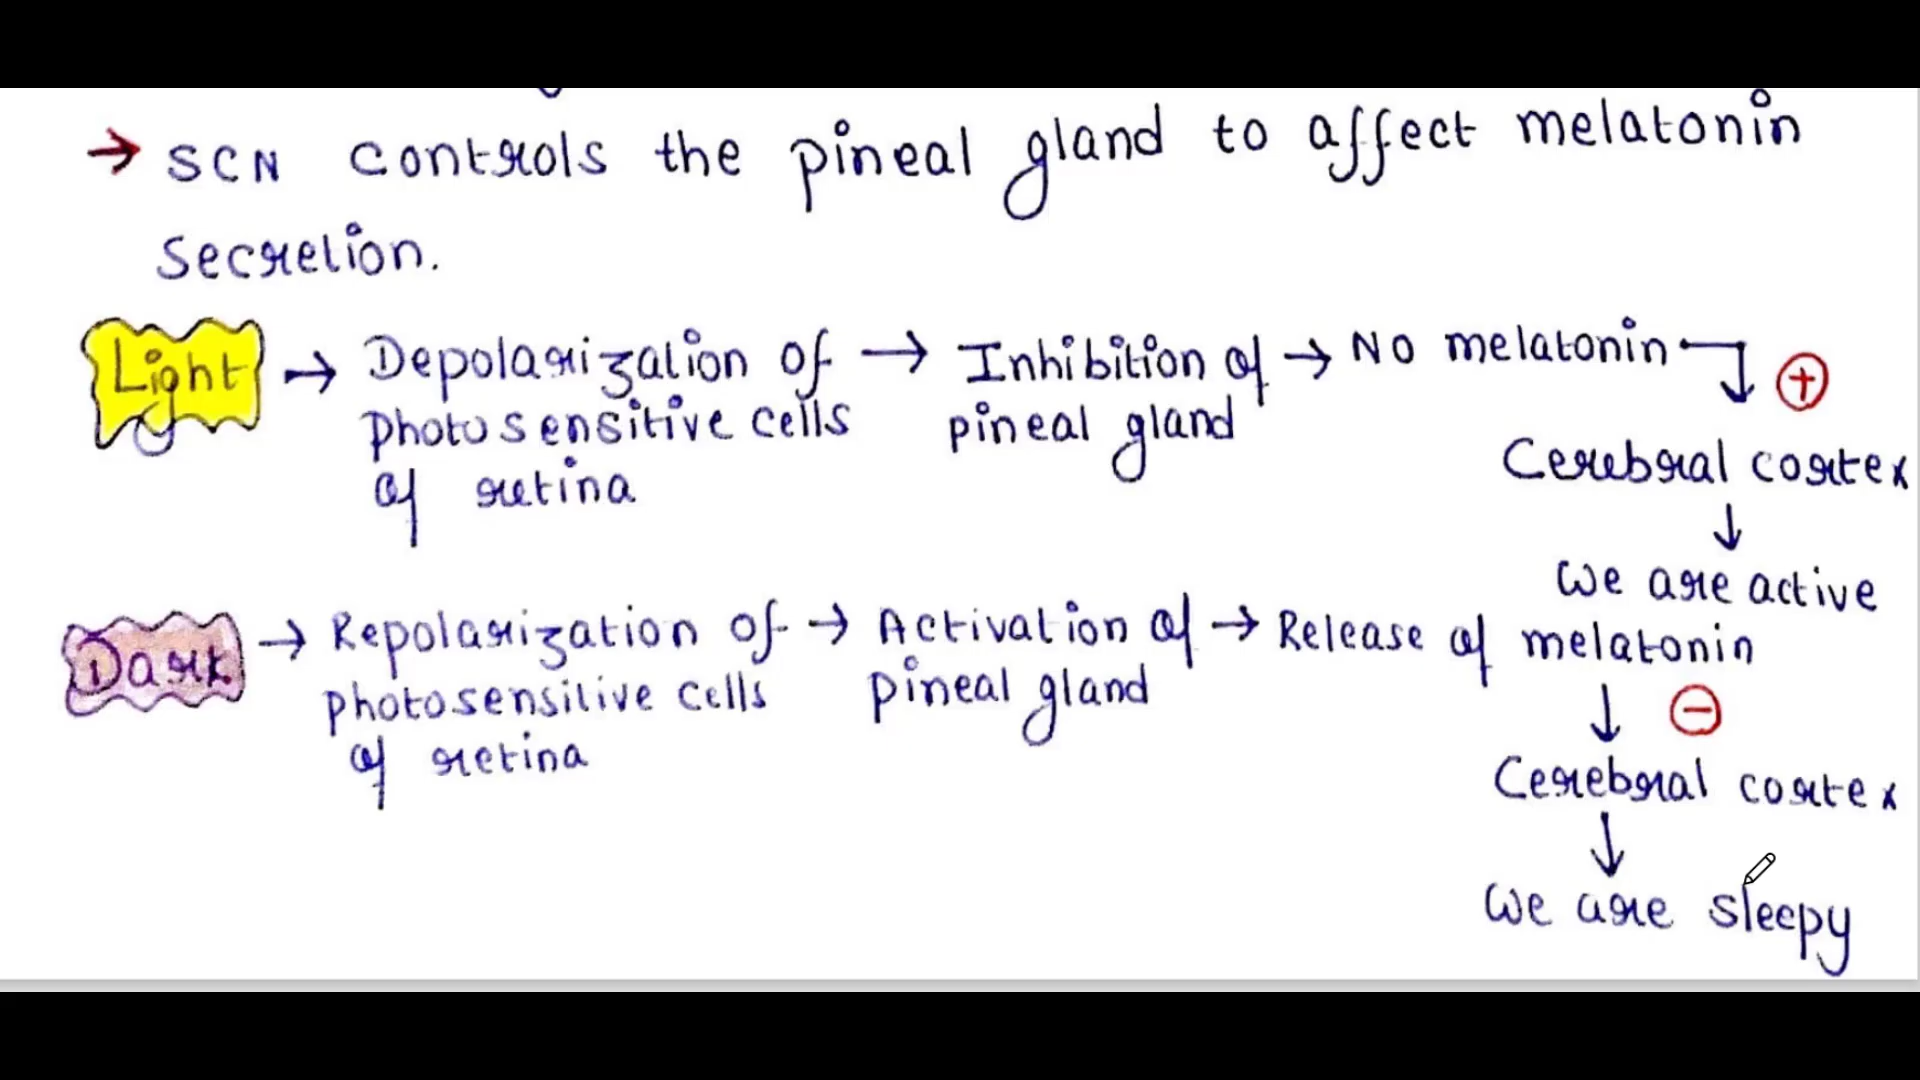 → SCN controls the pineal gland to affect melatonin
secretion.
Light → Depolarization of → Inhibition of → No melatonin
photosensitive cells pineal gland
of retina
⊕
Cerebral cortex
↓
We are active
Dark → Repolarization of → Activation of → Release of melatonin
photosensitive cells pineal gland
of retina
↓ ⊖
Cerebral cortex
↓
We are sleepy